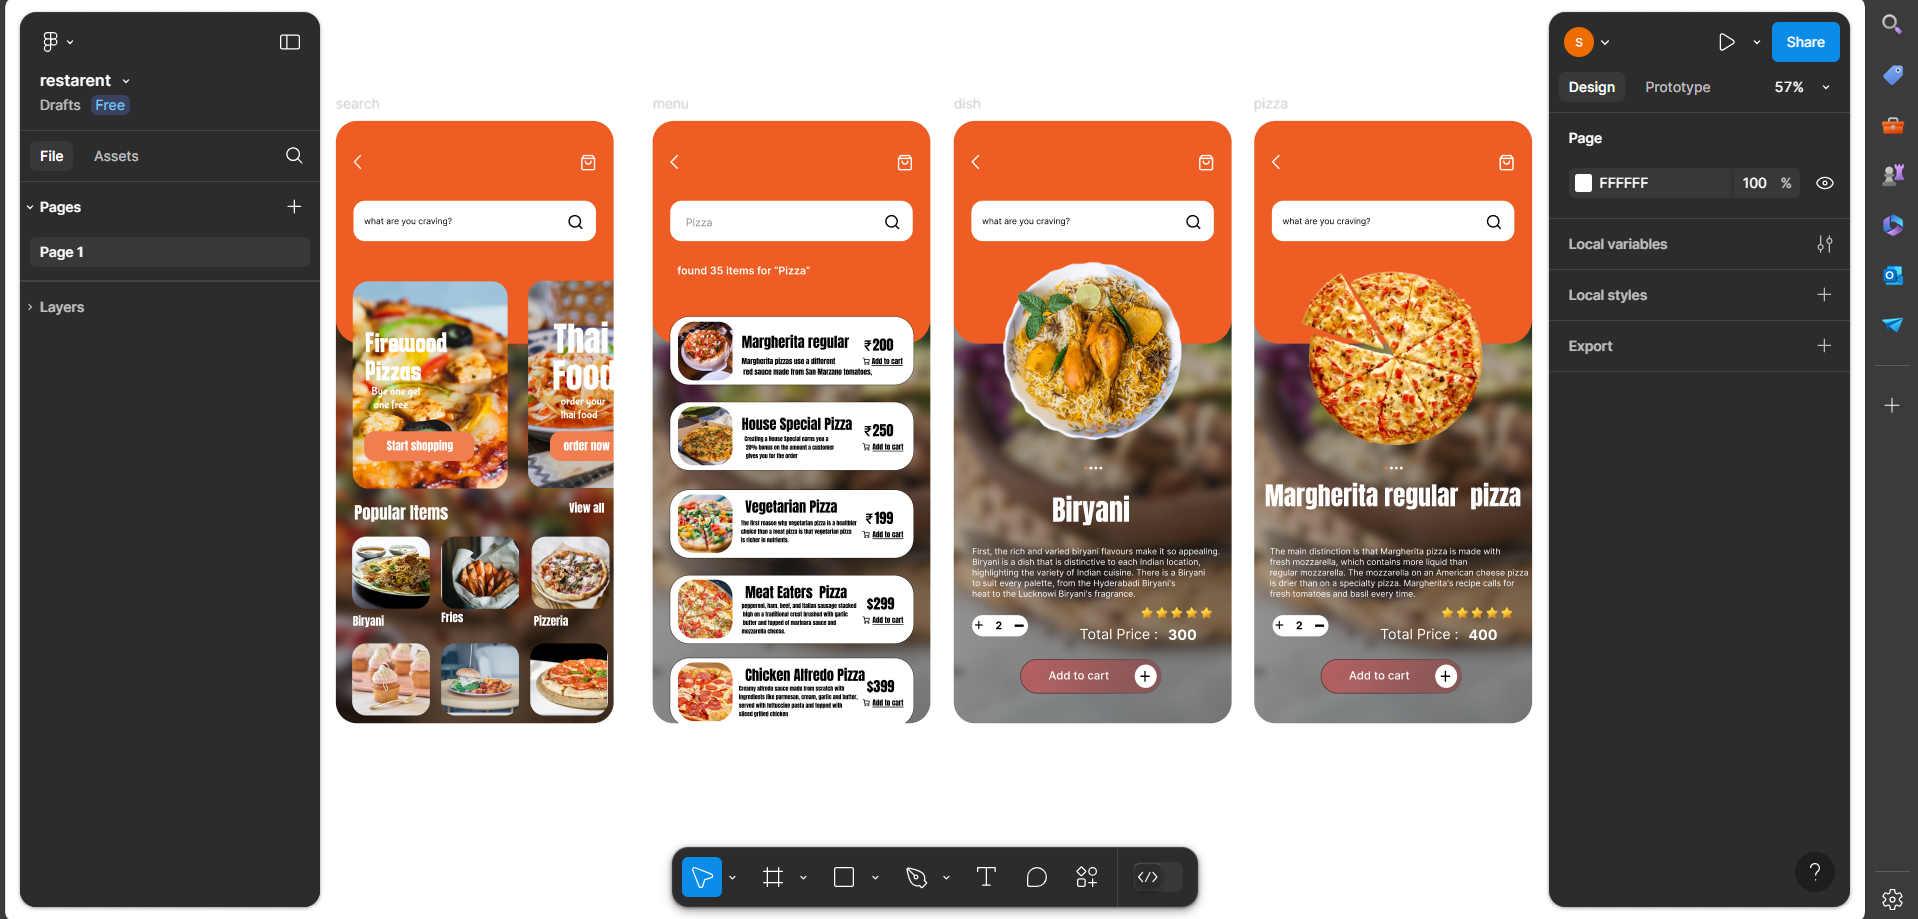 restarent
Drafts Free
File Assets
Pages
Page 1
Layers
search
what are you craving?
Firewood
Pizzas
Bye one get
one free
Start shopping
Thai
Food
order your
thai food
order now
Popular Items
View all
Biryani
Fries
Pizzeria
menu
Pizza
found 35 items for “Pizza”
Margherita regular
₹200
Margherita pizzas use a different
red sauce made from San Marzano tomatoes,
Add to cart
House Special Pizza
₹250
Creating a House Special earns you a
20% bonus on the amount a customer
gives you for the order
Add to cart
Vegetarian Pizza
₹199
The first reason why vegetarian pizza is a healthier
choice than a meat pizza is that vegetarian pizza
is richer in nutrients.
Add to cart
Meat Eaters Pizza
$299
pepperoni, ham, beef, and italian sausage stacked
high on a traditional crust brushed with garlic
butter and topped of marinara sauce and
mozzarella cheese.
Add to cart
Chicken Alfredo Pizza
$399
Creamy alfredo sauce made from scratch with
ingredients like parmesan, cream, garlic and butter,
served with fettuccine pasta and topped with
sliced grilled chicken
Add to cart
dish
what are you craving?
Biryani
First, the rich and varied biryani flavours make it so appealing.
Biryani is a dish that is distinctive to each Indian location,
highlighting the variety of Indian cuisine. There is a Biryani
to suit every palette, from the Hyderabadi Biryani's
heat to the Lucknowi Biryani's fragrance.
+ 2 −
Total Price : 300
Add to cart +
pizza
what are you craving?
Margherita regular pizza
The main distinction is that Margherita pizza is made with
fresh mozzarella, which contains more liquid than
regular mozzarella. The mozzarella on an American cheese pizza
is drier than on a specialty pizza. Margherita's recipe calls for
fresh tomatoes and basil every time.
+ 2 −
Total Price : 400
Add to cart +
S
Share
Design Prototype 57%
Page
FFFFFF 100 %
Local variables
Local styles
Export
?